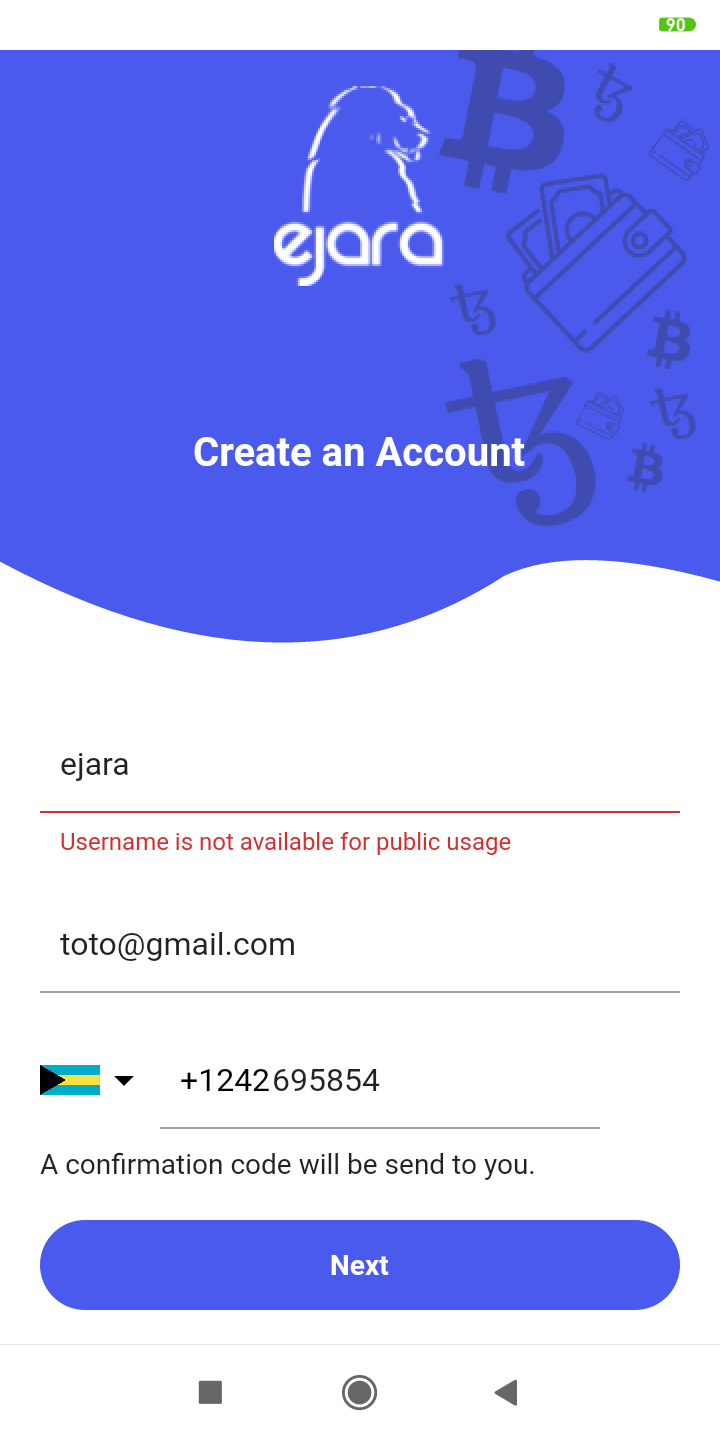 90
ejara
Create an Account
ejara
Username is not available for public usage
toto@gmail.com
+1242695854
A confirmation code will be send to you.
Next